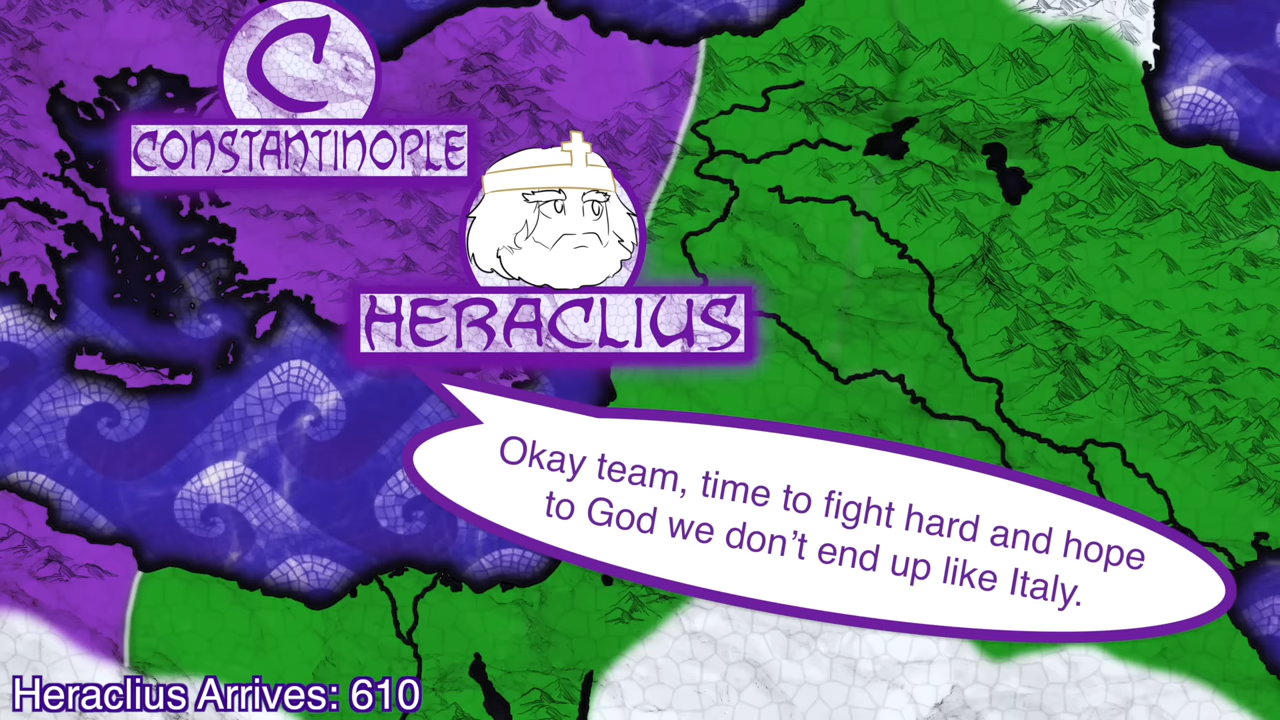 C
CONSTANTINOPLE
HERACLIUS
Okay team, time to fight hard and hope
to God we don't end up like Italy.
Heraclius Arrives: 610